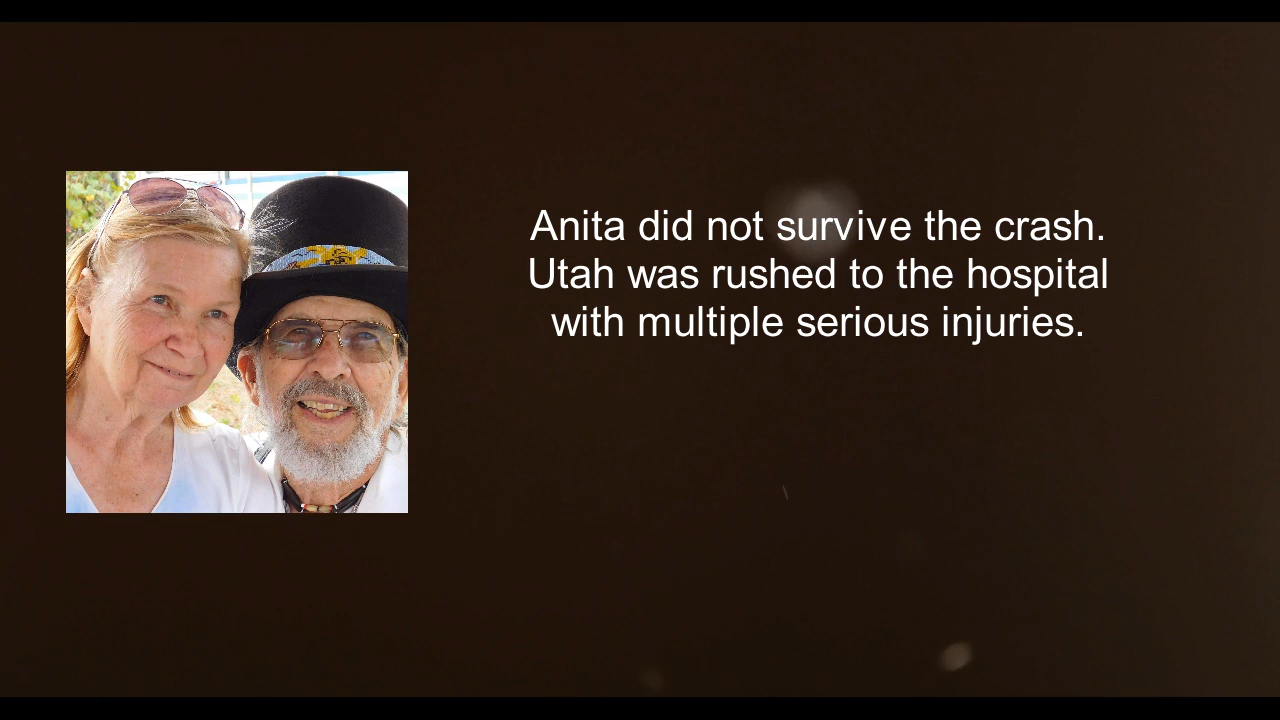 Anita did not survive the crash.
Utah was rushed to the hospital
with multiple serious injuries.